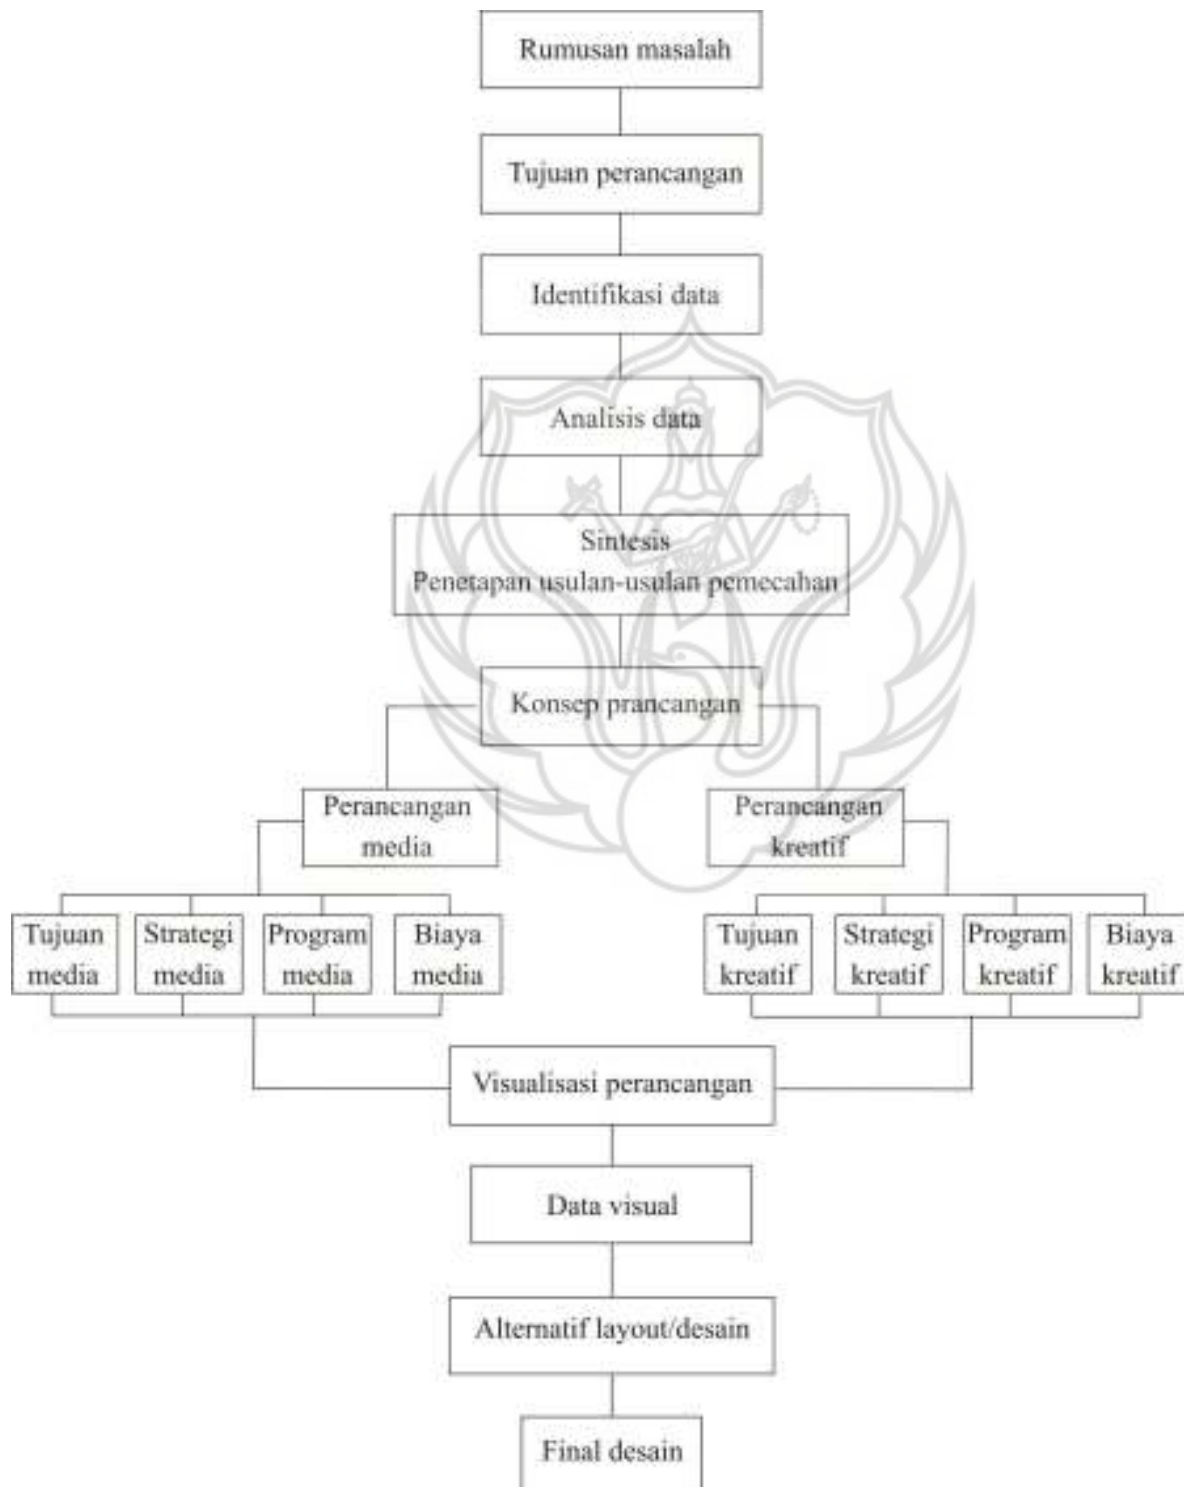 Rumusan masalah
Tujuan perancangan
Identifikasi data
Analisis data
Sintesis
Penetapan usulan-usulan pemecahan
Konsep prancangan
Perancangan
media
Perancangan
kreatif
Tujuan
media
Strategi
media
Program
media
Biaya
media
Tujuan
kreatif
Strategi
kreatif
Program
kreatif
Biaya
kreatif
Visualisasi perancangan
Data visual
Alternatif layout/desain
Final desain